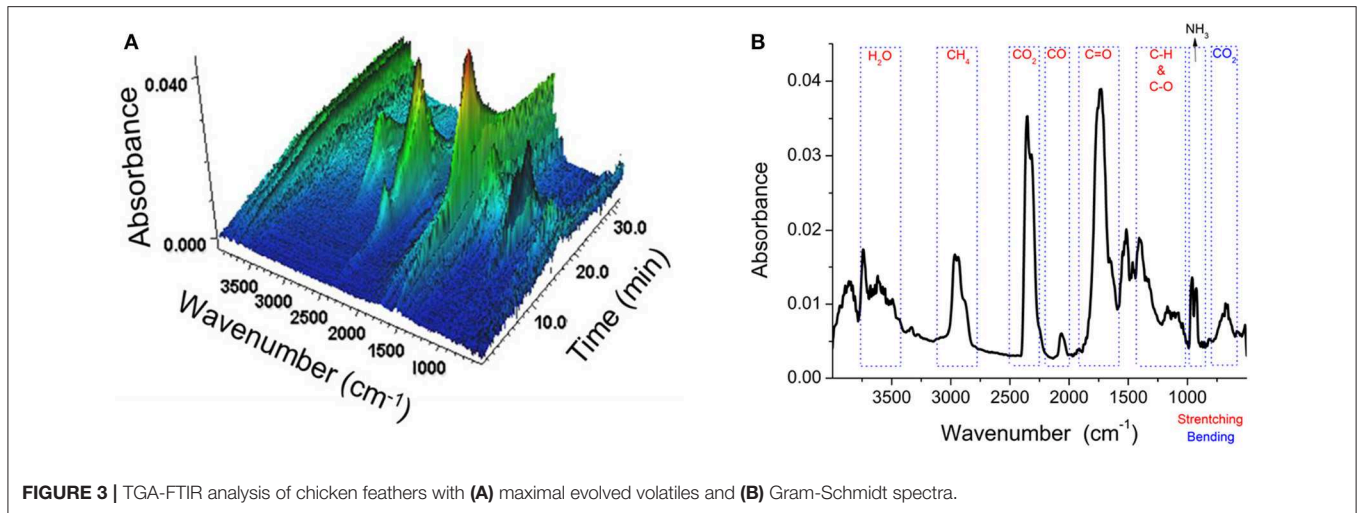 A
0.040
0.000
Absorbance
3500
3000
2500
2000
1500
1000
Wavenumber (cm⁻¹)
10.0
20.0
30.0
Time (min)
B
NH₃
H₂O CH₄ CO₂ CO C=O C-H CO₂
&
C-O
0.04
0.03
0.02
0.01
0.00
Absorbance
3500 3000 2500 2000 1500 1000
Wavenumber (cm⁻¹)
Strentching
Bending
FIGURE 3 | TGA-FTIR analysis of chicken feathers with (A) maximal evolved volatiles and (B) Gram-Schmidt spectra.